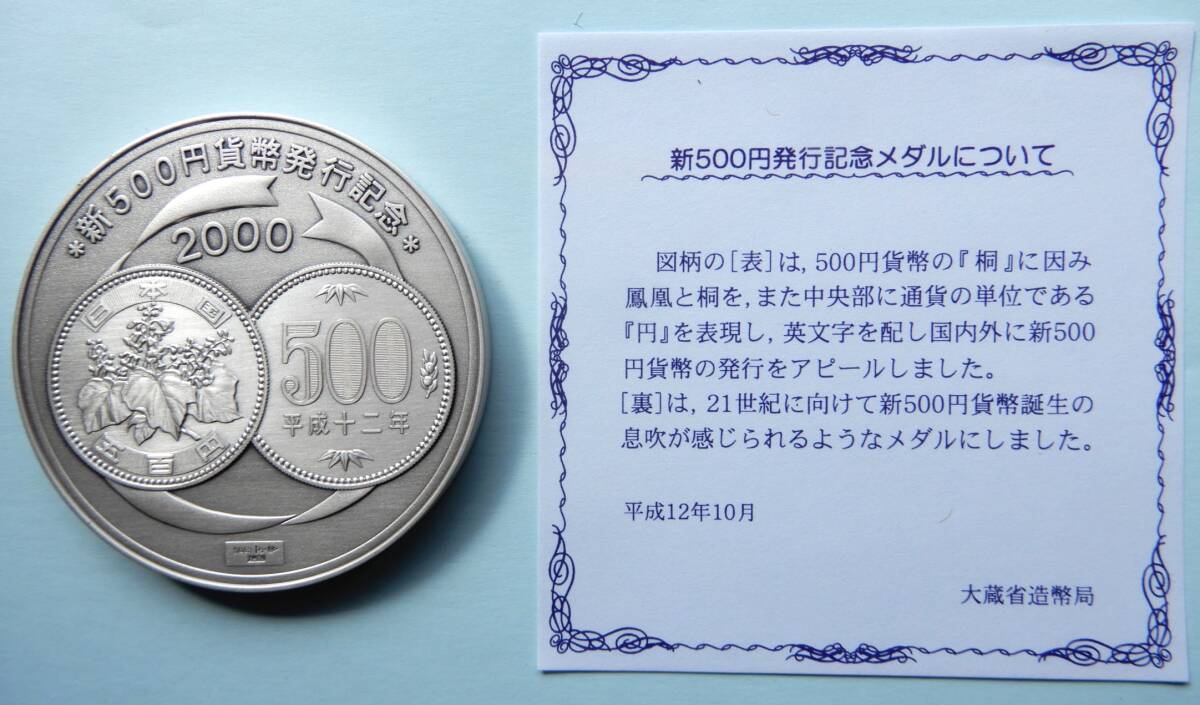 *新500円貨幣発行記念*
2000
日本国
五百円
500
平成十二年
新500円発行記念メダルについて
図柄の[表]は,500円貨幣の『桐』に因み
鳳凰と桐を,また中央部に通貨の単位である
『円』を表現し,英文字を配し国内外に新500
円貨幣の発行をアピールしました。
[裏]は,21世紀に向けて新500円貨幣誕生の
息吹が感じられるようなメダルにしました。
平成12年10月
大蔵省造幣局